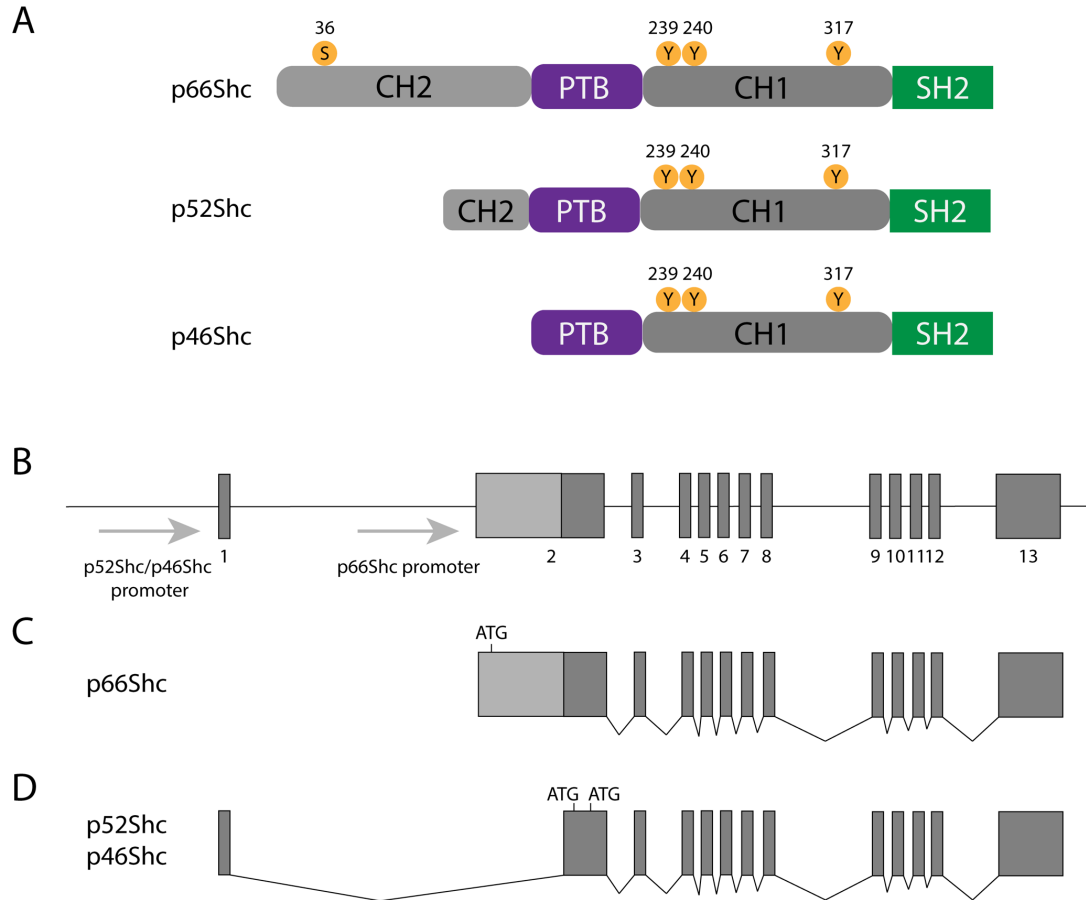 A
36
239 240
317
S
Y Y
Y
p66Shc
CH2
PTB
CH1
SH2
239 240
317
Y Y
Y
p52Shc
CH2
PTB
CH1
SH2
239 240
317
Y Y
Y
p46Shc
PTB
CH1
SH2
B
p52Shc/p46Shc
promoter
p66Shc promoter
1 2 3 4 5 6 7 8 9 10 11 12 13
C
ATG
p66Shc
D
ATG ATG
p52Shc
p46Shc